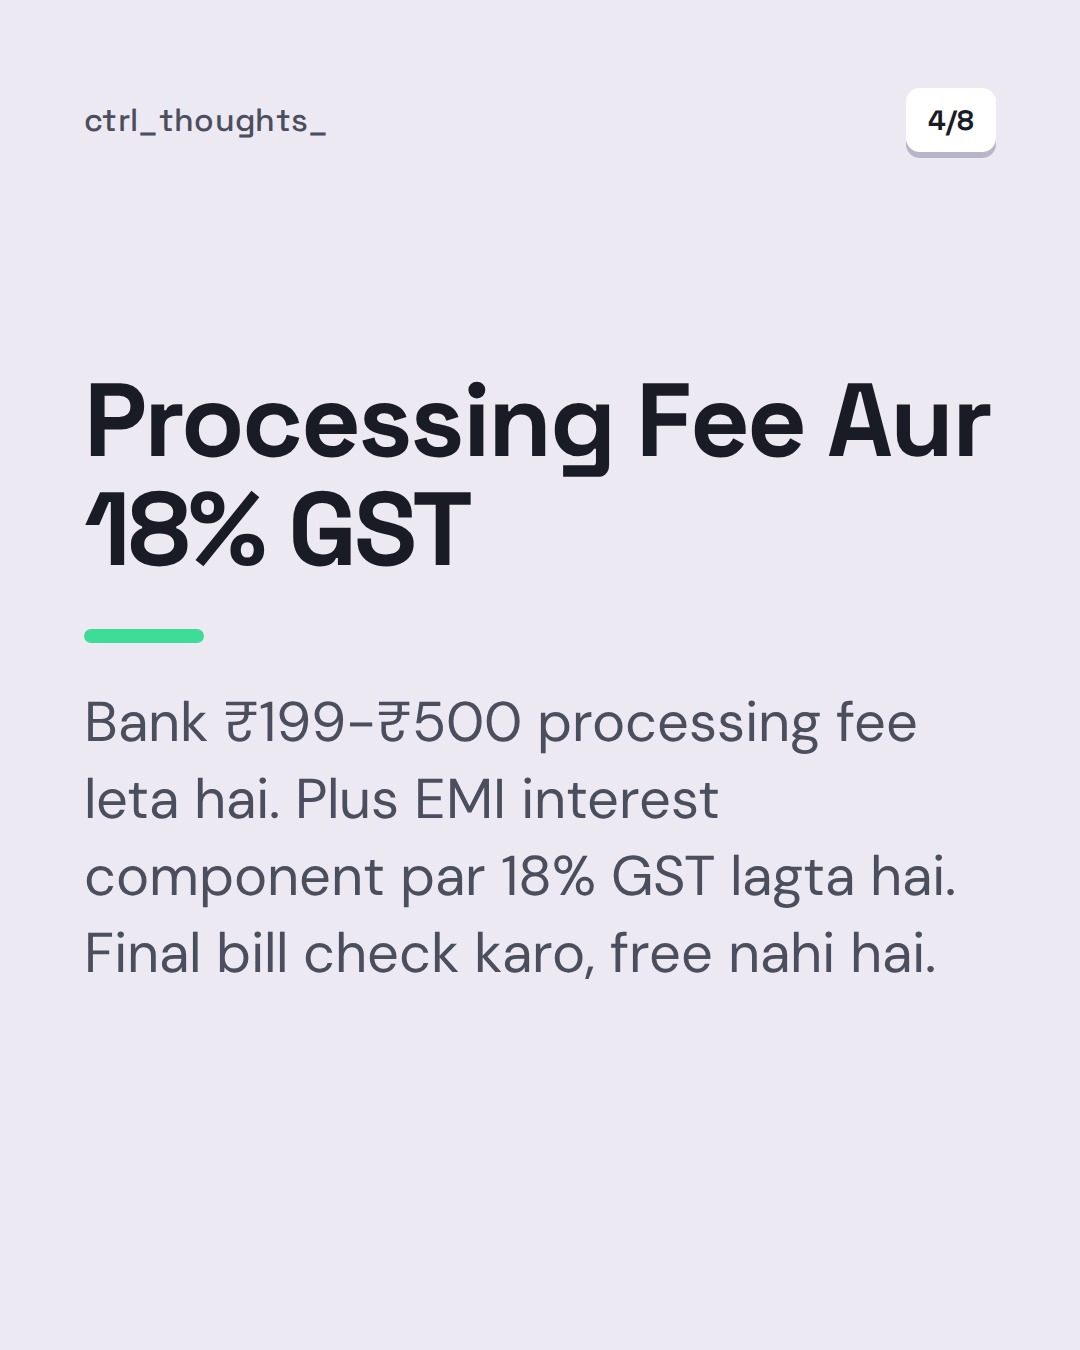 ctrl_thoughts_
4/8
Processing Fee Aur
18% GST
Bank ₹199–₹500 processing fee
leta hai. Plus EMI interest
component par 18% GST lagta hai.
Final bill check karo, free nahi hai.